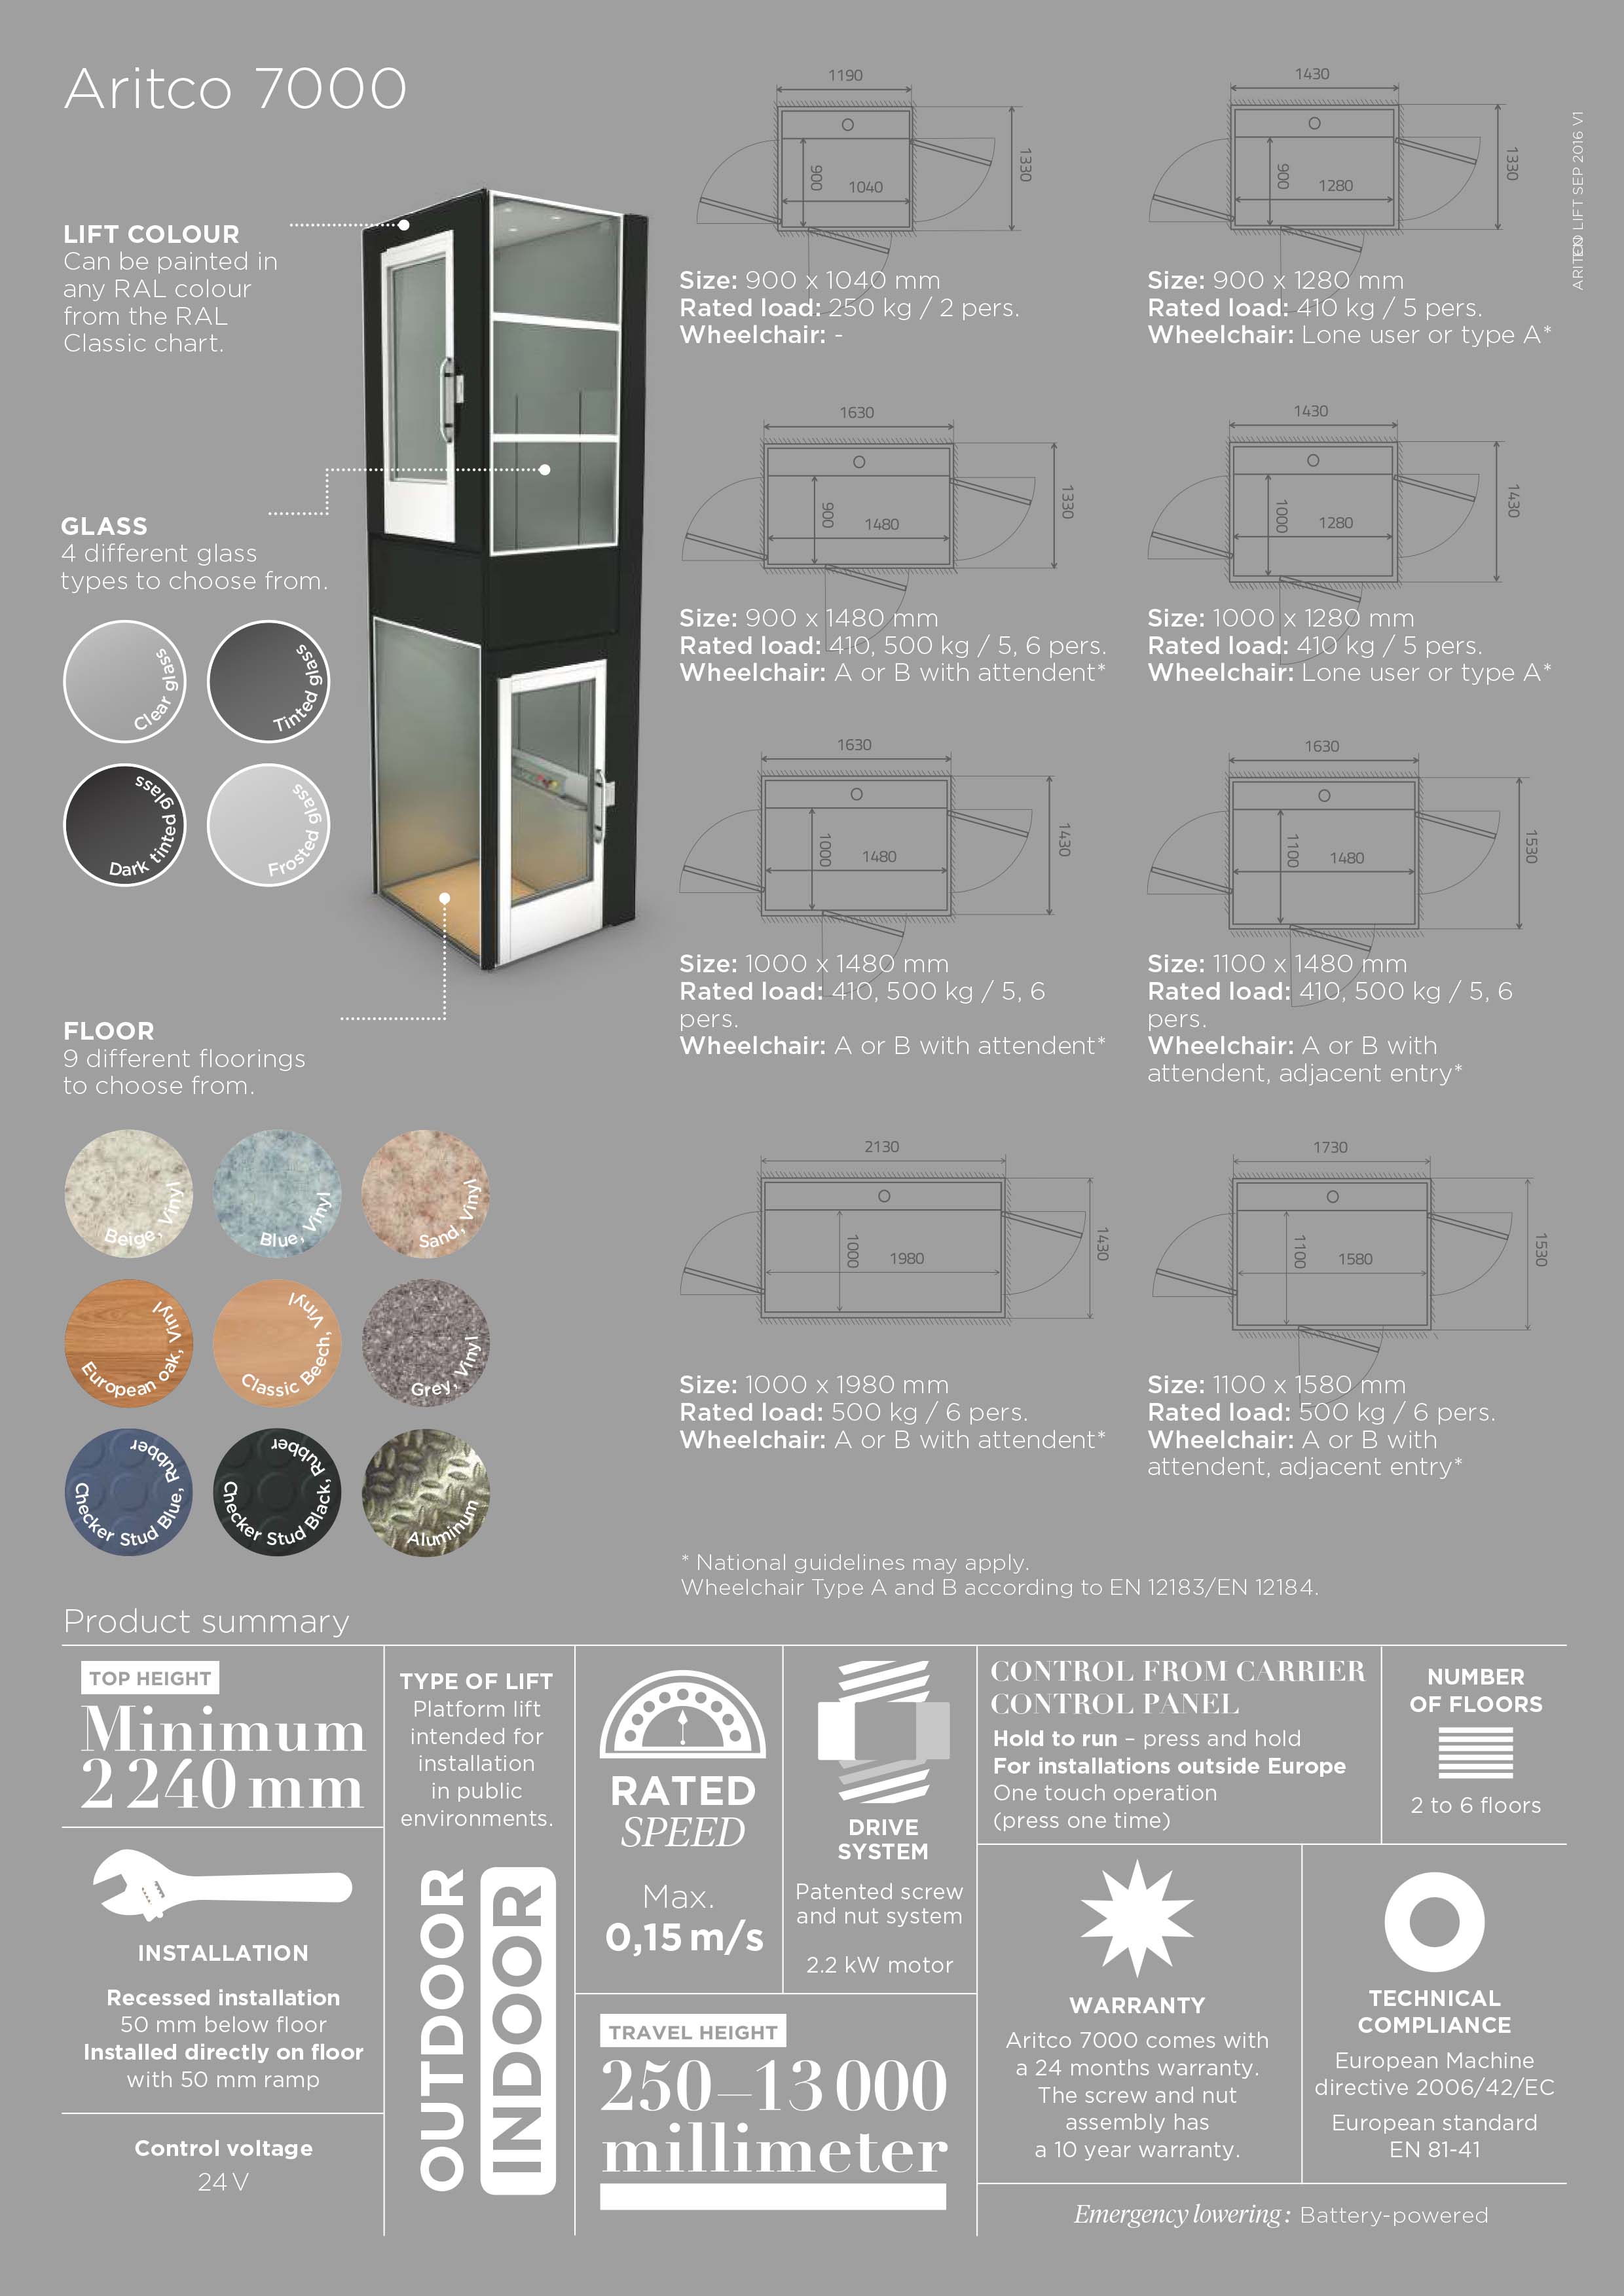 Aritco 7000
ARITCO LIFT SEP 2016 V1
LIFT COLOUR
Can be painted in
any RAL colour
from the RAL
Classic chart.
GLASS
4 different glass
types to choose from.
Clear glass
Tinted glass
Dark tinted glass
Frosted glass
FLOOR
9 different floorings
to choose from.
Beige, Vinyl
Blue, Vinyl
Sand, Vinyl
European oak, Vinyl
Classic Beech, Vinyl
Grey, Vinyl
Checker Stud Blue, Rubber
Checker Stud Black, Rubber
Aluminum
1190
1330
900
1040
Size: 900 x 1040 mm
Rated load: 250 kg / 2 pers.
Wheelchair: -
1430
1330
900
1280
Size: 900 x 1280 mm
Rated load: 410 kg / 5 pers.
Wheelchair: Lone user or type A*
1630
1330
900
1480
Size: 900 x 1480 mm
Rated load: 410, 500 kg / 5, 6 pers.
Wheelchair: A or B with attendent*
1430
1430
1000
1280
Size: 1000 x 1280 mm
Rated load: 410 kg / 5 pers.
Wheelchair: Lone user or type A*
1630
1430
1000
1480
Size: 1000 x 1480 mm
Rated load: 410, 500 kg / 5, 6
pers.
Wheelchair: A or B with attendent*
1630
1530
1100
1480
Size: 1100 x 1480 mm
Rated load: 410, 500 kg / 5, 6
pers.
Wheelchair: A or B with
attendent, adjacent entry*
2130
1430
1000
1980
Size: 1000 x 1980 mm
Rated load: 500 kg / 6 pers.
Wheelchair: A or B with attendent*
1730
1530
1100
1580
Size: 1100 x 1580 mm
Rated load: 500 kg / 6 pers.
Wheelchair: A or B with
attendent, adjacent entry*
* National guidelines may apply.
Wheelchair Type A and B according to EN 12183/EN 12184.
Product summary
TOP HEIGHT
Minimum
2 240 mm
INSTALLATION
Recessed installation
50 mm below floor
Installed directly on floor
with 50 mm ramp
Control voltage
24 V
TYPE OF LIFT
Platform lift
intended for
installation
in public
environments.
OUTDOOR
INDOOR
RATED
SPEED
Max.
0,15 m/s
DRIVE
SYSTEM
Patented screw
and nut system
2.2 kW motor
TRAVEL HEIGHT
250–13 000
millimeter
CONTROL FROM CARRIER
CONTROL PANEL
Hold to run – press and hold
For installations outside Europe
One touch operation
(press one time)
NUMBER
OF FLOORS
2 to 6 floors
WARRANTY
Aritco 7000 comes with
a 24 months warranty.
The screw and nut
assembly has
a 10 year warranty.
TECHNICAL
COMPLIANCE
European Machine
directive 2006/42/EC
European standard
EN 81-41
Emergency lowering: Battery-powered